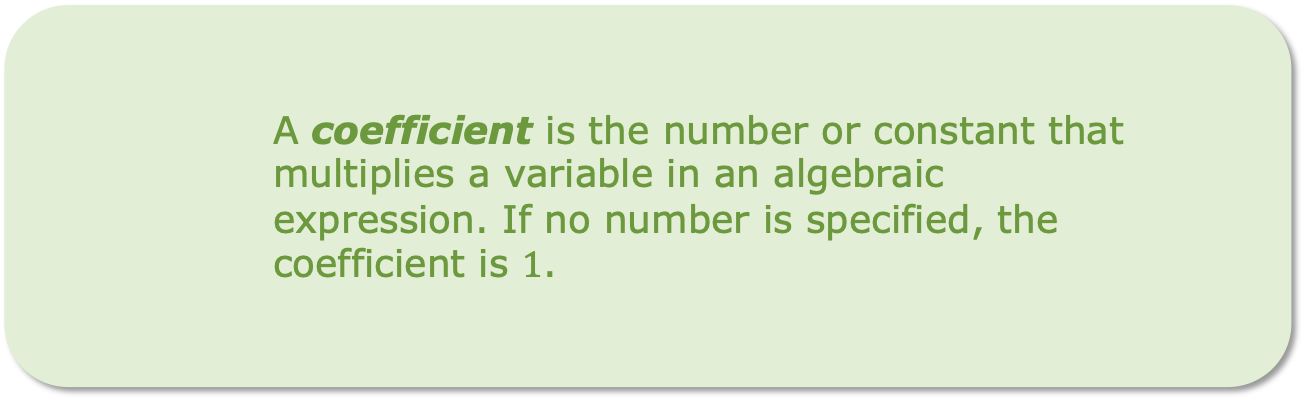 A coefficient is the number or constant that
multiplies a variable in an algebraic
expression. If no number is specified, the
coefficient is 1.